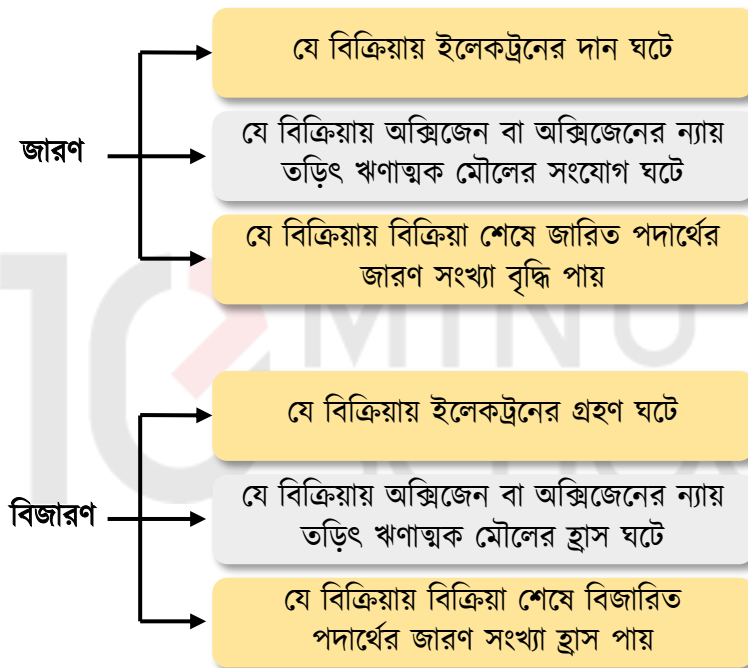 যে বিক্রিয়ায় ইলেকট্রনের দান ঘটে
জারণ
যে বিক্রিয়ায় অক্সিজেন বা অক্সিজেনের ন্যায়
তড়িৎ ঋণাত্মক মৌলের সংযোগ ঘটে
যে বিক্রিয়ায় বিক্রিয়া শেষে জারিত পদার্থের
জারণ সংখ্যা বৃদ্ধি পায়
যে বিক্রিয়ায় ইলেকট্রনের গ্রহণ ঘটে
বিজারণ
যে বিক্রিয়ায় অক্সিজেন বা অক্সিজেনের ন্যায়
তড়িৎ ঋণাত্মক মৌলের হ্রাস ঘটে
যে বিক্রিয়ায় বিক্রিয়া শেষে বিজারিত
পদার্থের জারণ সংখ্যা হ্রাস পায়